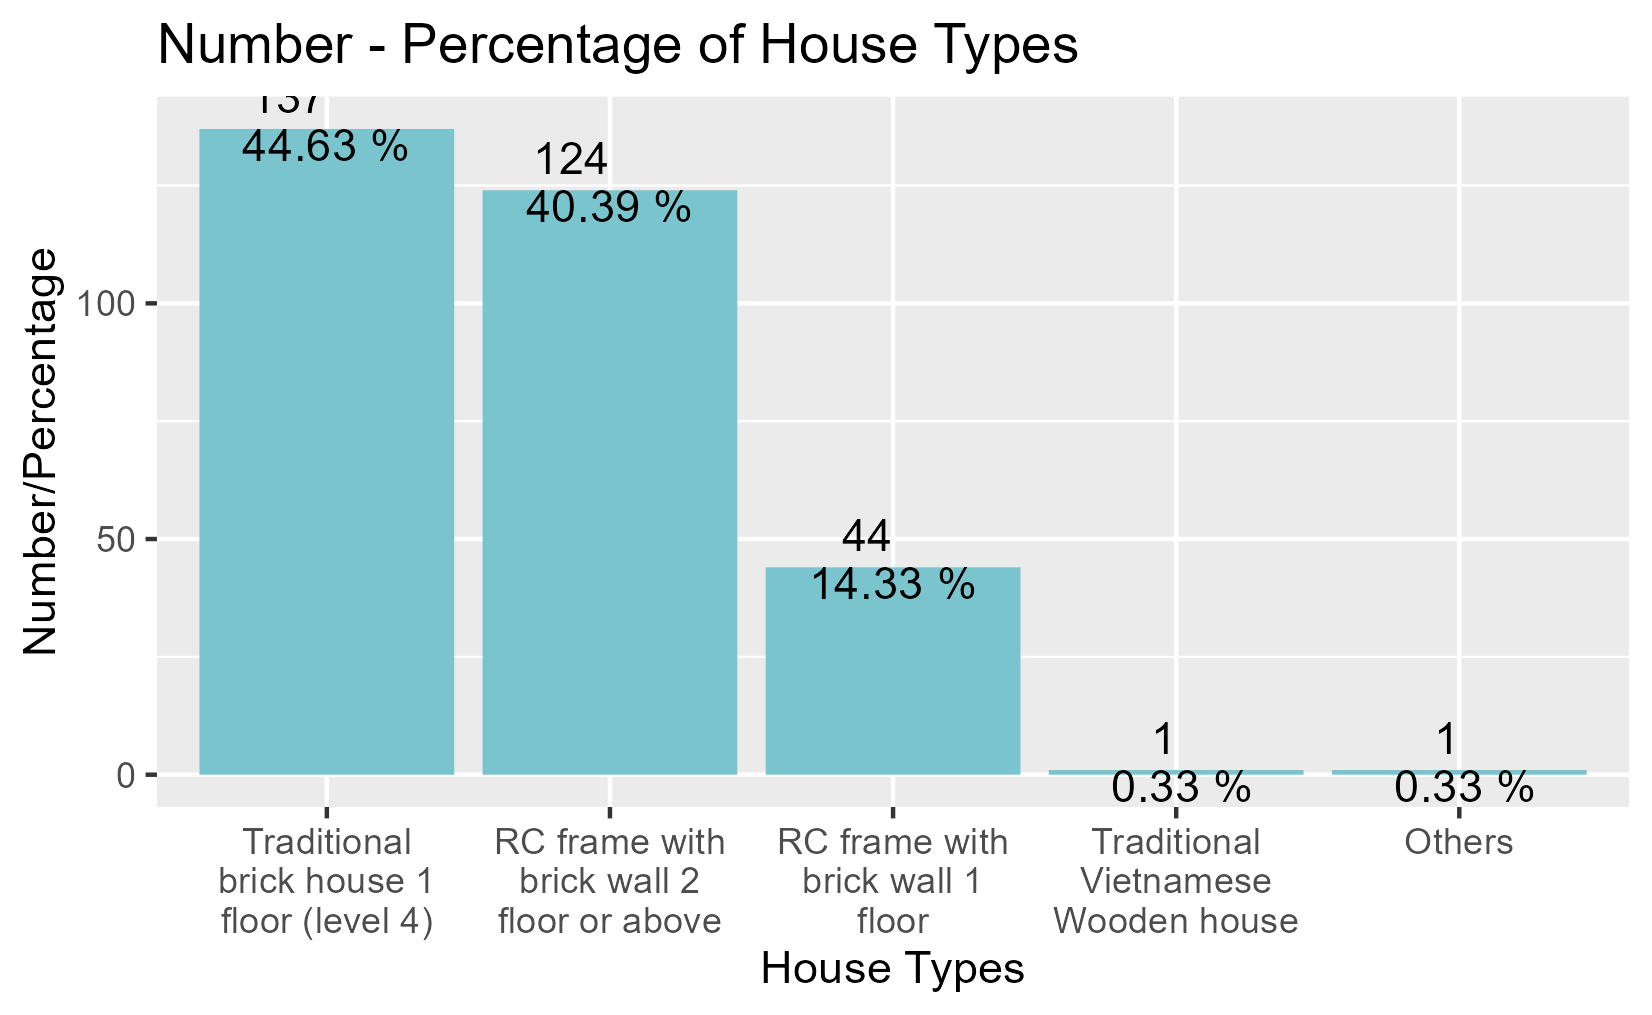 Number - Percentage of House Types
137
44.63 %
124
40.39 %
44
14.33 %
1
0.33 %
1
0.33 %
Number/Percentage
100
50
0
Traditional
brick house 1
floor (level 4)
RC frame with
brick wall 2
floor or above
RC frame with
brick wall 1
floor
Traditional
Vietnamese
Wooden house
Others
House Types